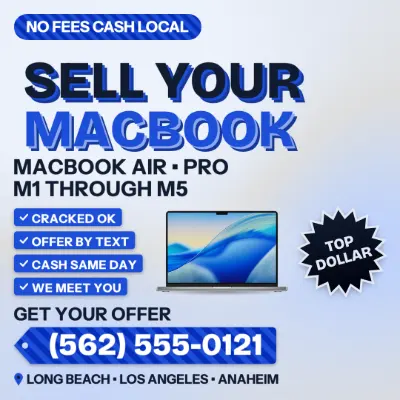 NO FEES CASH LOCAL
SELL YOUR
MACBOOK
MACBOOK AIR • PRO
M1 THROUGH M5
CRACKED OK
OFFER BY TEXT
CASH SAME DAY
WE MEET YOU
TOP
DOLLAR
GET YOUR OFFER
(562) 555-0121
LONG BEACH • LOS ANGELES • ANAHEIM